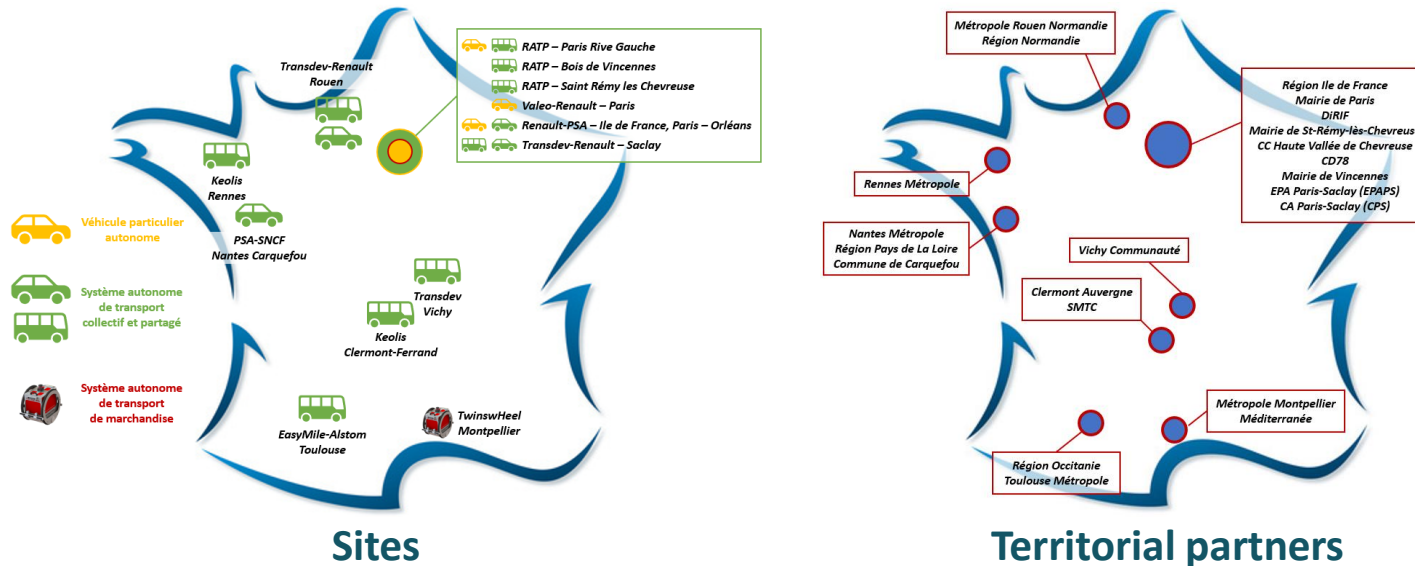 Transdev-Renault
Rouen
RATP – Paris Rive Gauche
RATP – Bois de Vincennes
RATP – Saint Rémy les Chevreuse
Valeo-Renault – Paris
Renault-PSA – Ile de France, Paris – Orléans
Transdev-Renault – Saclay
Keolis
Rennes
PSA-SNCF
Nantes Carquefou
Véhicule particulier
autonome
Système autonome
de transport
collectif et partagé
Système autonome
de transport
de marchandise
Transdev
Vichy
Keolis
Clermont-Ferrand
EasyMile-Alstom
Toulouse
TwinswHeel
Montpellier
Sites
Métropole Rouen Normandie
Région Normandie
Région Ile de France
Mairie de Paris
DiRIF
Mairie de St-Rémy-lès-Chevreuse
CC Haute Vallée de Chevreuse
CD78
Mairie de Vincennes
EPA Paris-Saclay (EPAPS)
CA Paris-Saclay (CPS)
Rennes Métropole
Nantes Métropole
Région Pays de La Loire
Commune de Carquefou
Vichy Communauté
Clermont Auvergne
SMTC
Métropole Montpellier
Méditerranée
Région Occitanie
Toulouse Métropole
Territorial partners